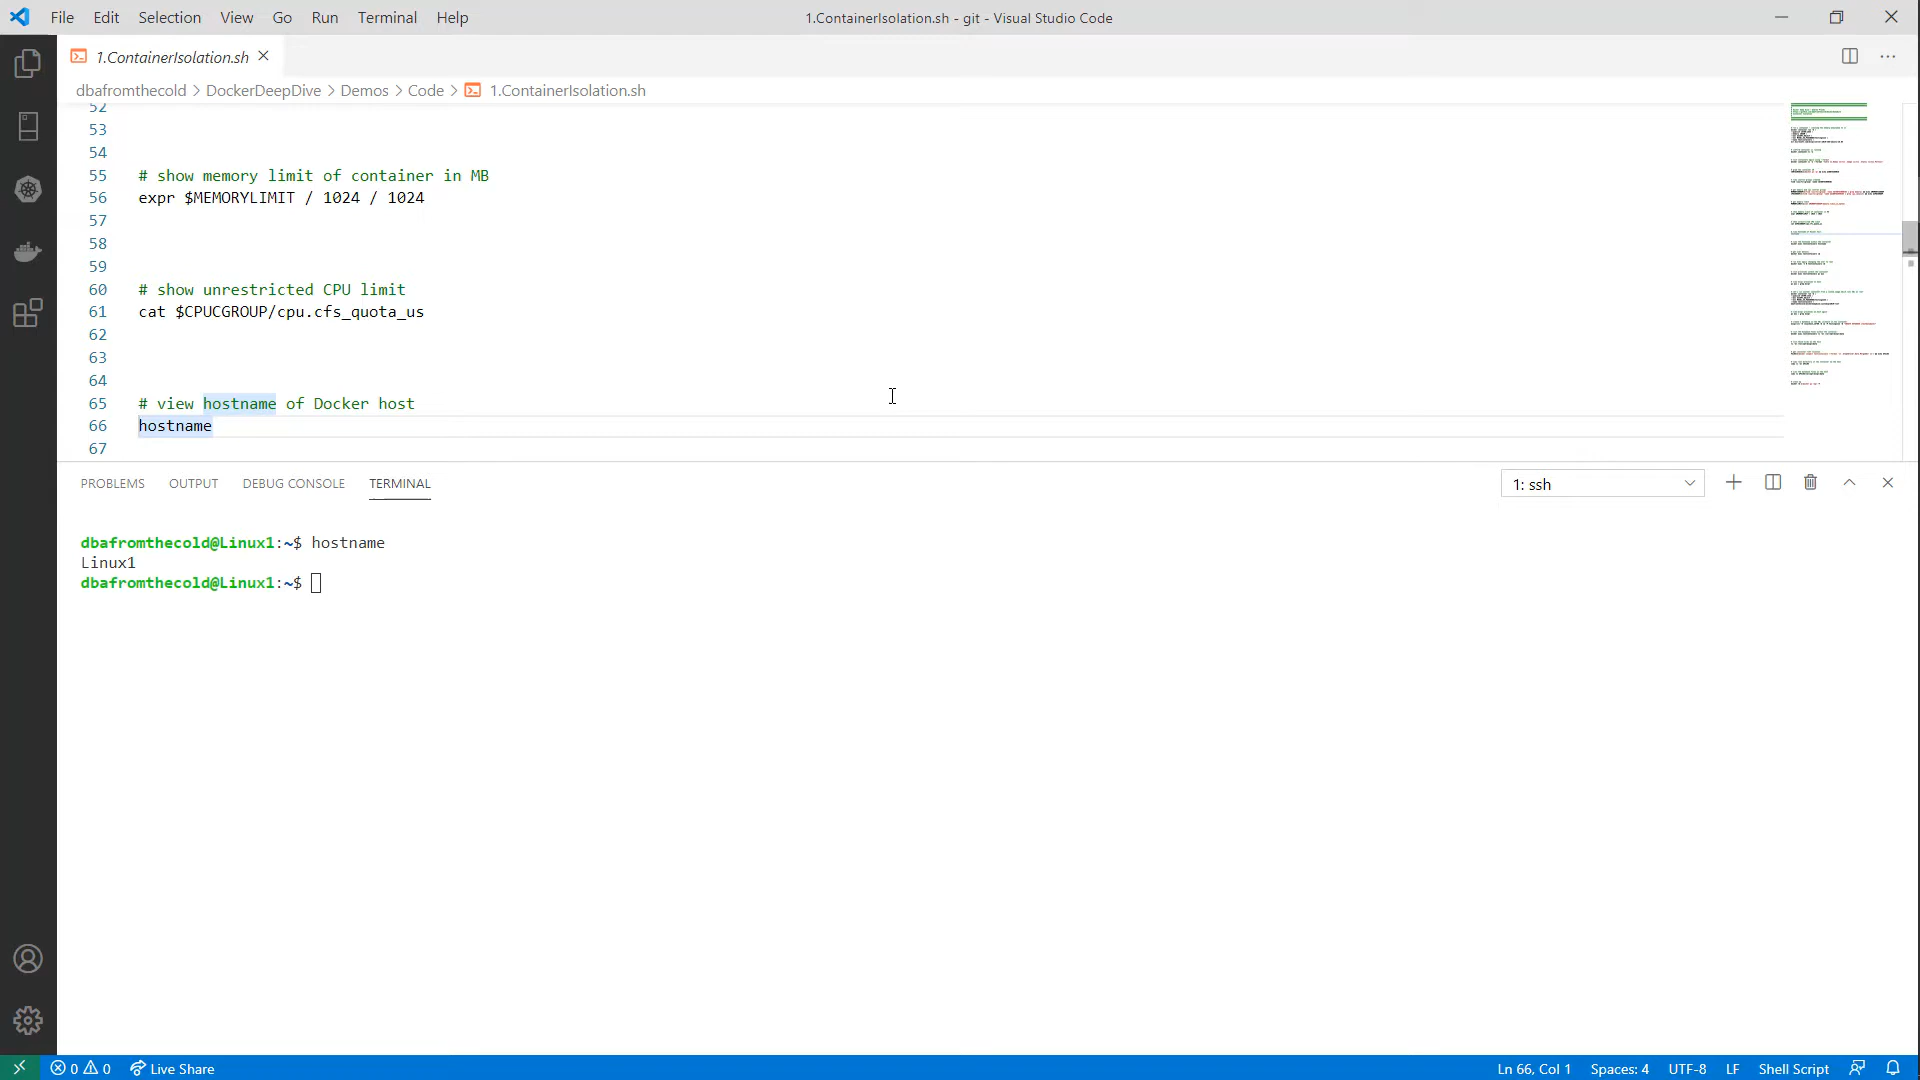 File Edit Selection View Go Run Terminal Help
1.ContainerIsolation.sh - git - Visual Studio Code
1.ContainerIsolation.sh
dbafromthecold > DockerDeepDive > Demos > Code > 1.ContainerIsolation.sh
52
53
54
55 # show memory limit of container in MB
56 expr $MEMORYLIMIT / 1024 / 1024
57
58
59
60 # show unrestricted CPU limit
61 cat $CPUCGROUP/cpu.cfs_quota_us
62
63
64
65 # view hostname of Docker host
66 hostname
67
PROBLEMS OUTPUT DEBUG CONSOLE TERMINAL
1: ssh
dbafromthecold@Linux1:~$ hostname
Linux1
dbafromthecold@Linux1:~$
0 0 Live Share
Ln 66, Col 1 Spaces: 4 UTF-8 LF Shell Script